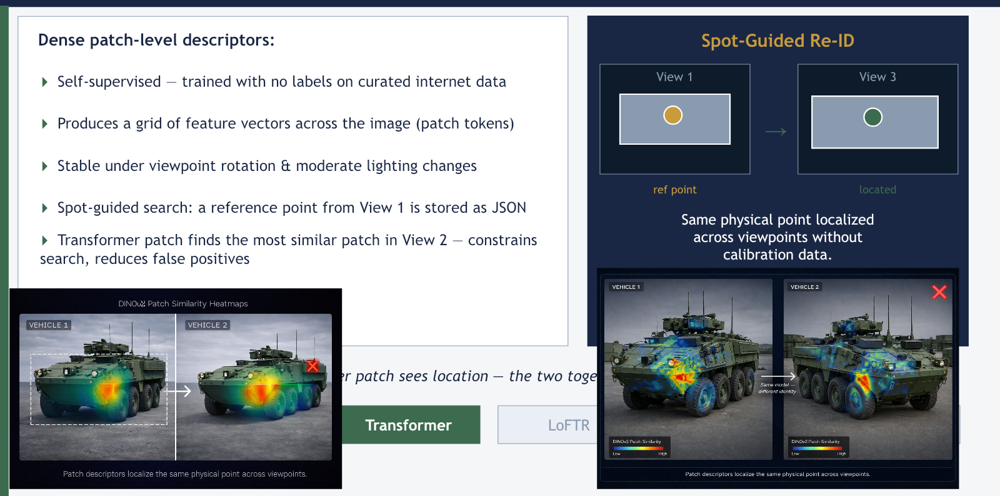 Dense patch-level descriptors:
Self-supervised — trained with no labels on curated internet data
Produces a grid of feature vectors across the image (patch tokens)
Stable under viewpoint rotation & moderate lighting changes
Spot-guided search: a reference point from View 1 is stored as JSON
Transformer patch finds the most similar patch in View 2 — constrains
search, reduces false positives
Spot-Guided Re-ID
View 1
View 3
→
ref point
located
Same physical point localized
across viewpoints without
calibration data.
DINOv2 Patch Similarity Heatmaps
VEHICLE 1
VEHICLE 2
Patch descriptors localize the same physical point across viewpoints.
er patch sees location — the two toge
Transformer
LoFTR
VEHICLE 1
VEHICLE 2
Same model —
different identity
DINOv2 Patch Similarity
Low High
DINOv2 Patch Similarity
Low High
Patch descriptors localize the same physical point across viewpoints.